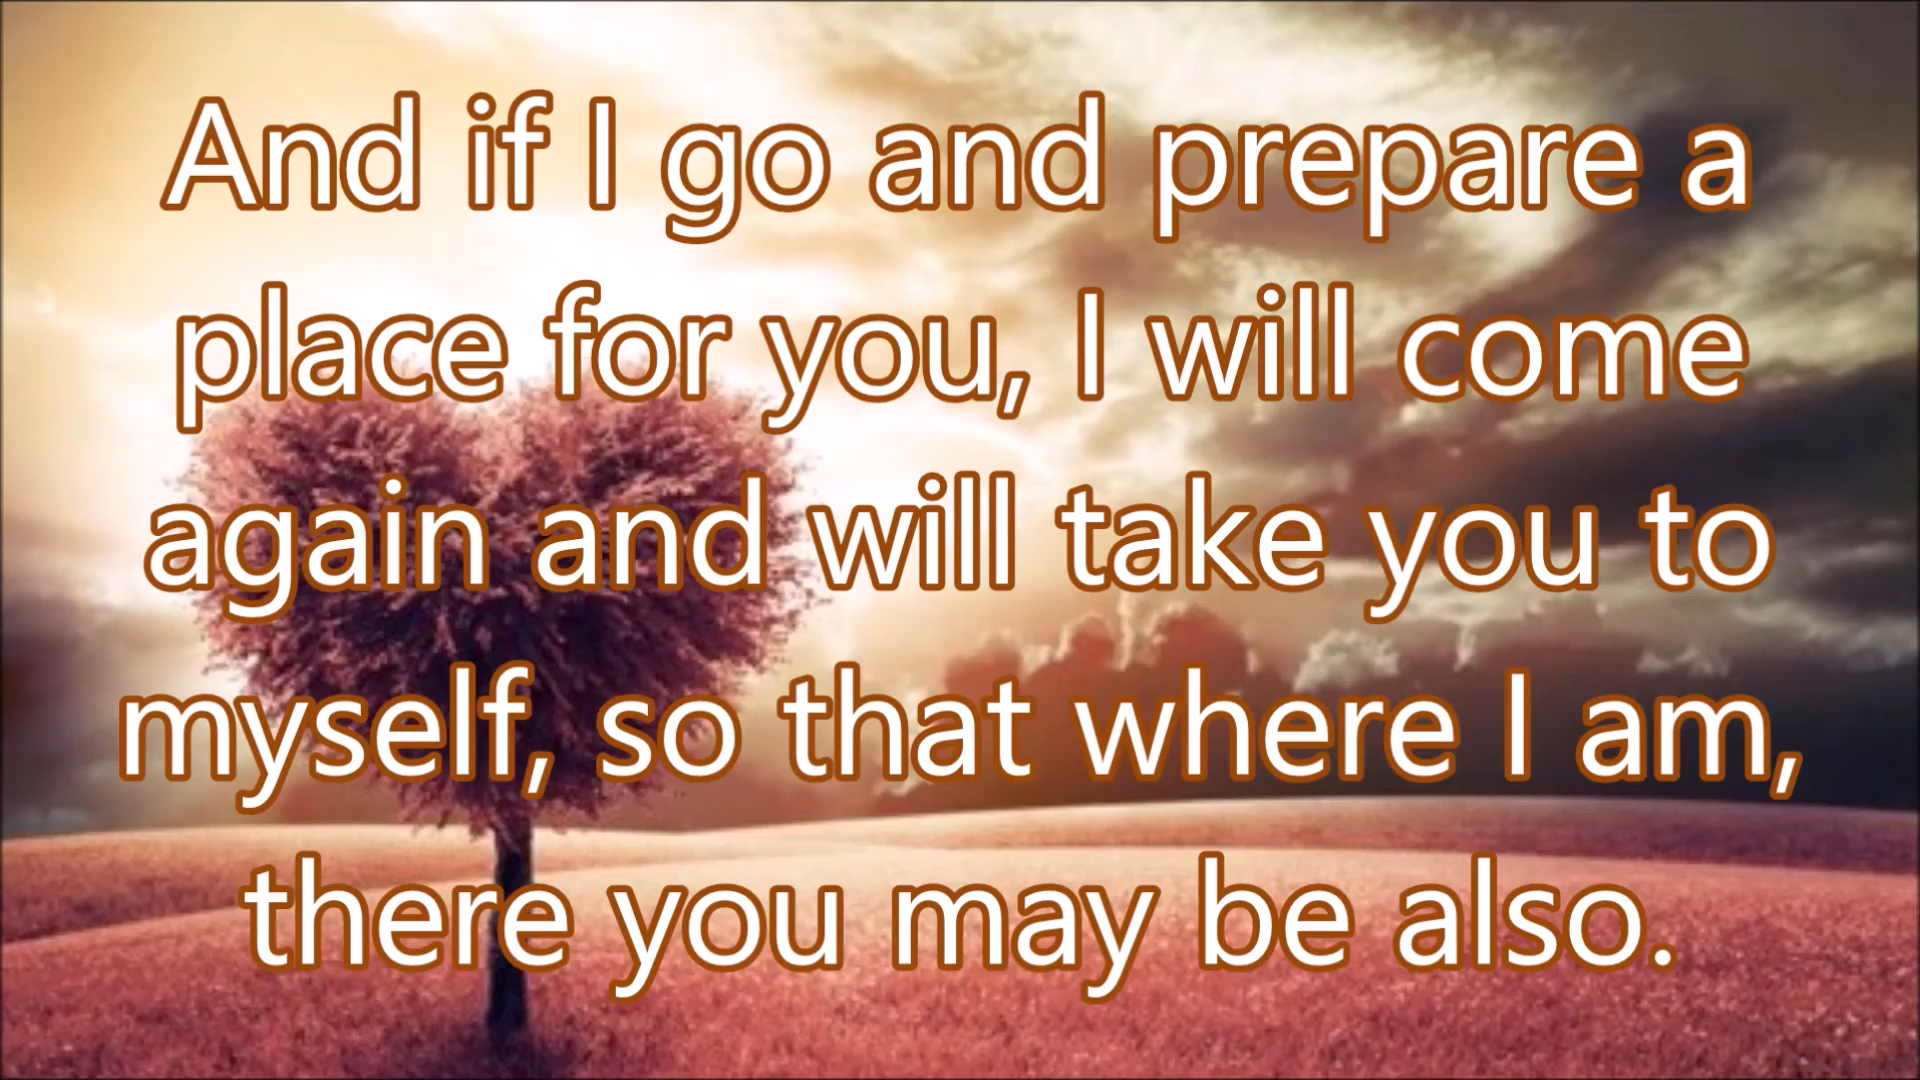 And if I go and prepare a
place for you, I will come
again and will take you to
myself, so that where I am,
there you may be also.